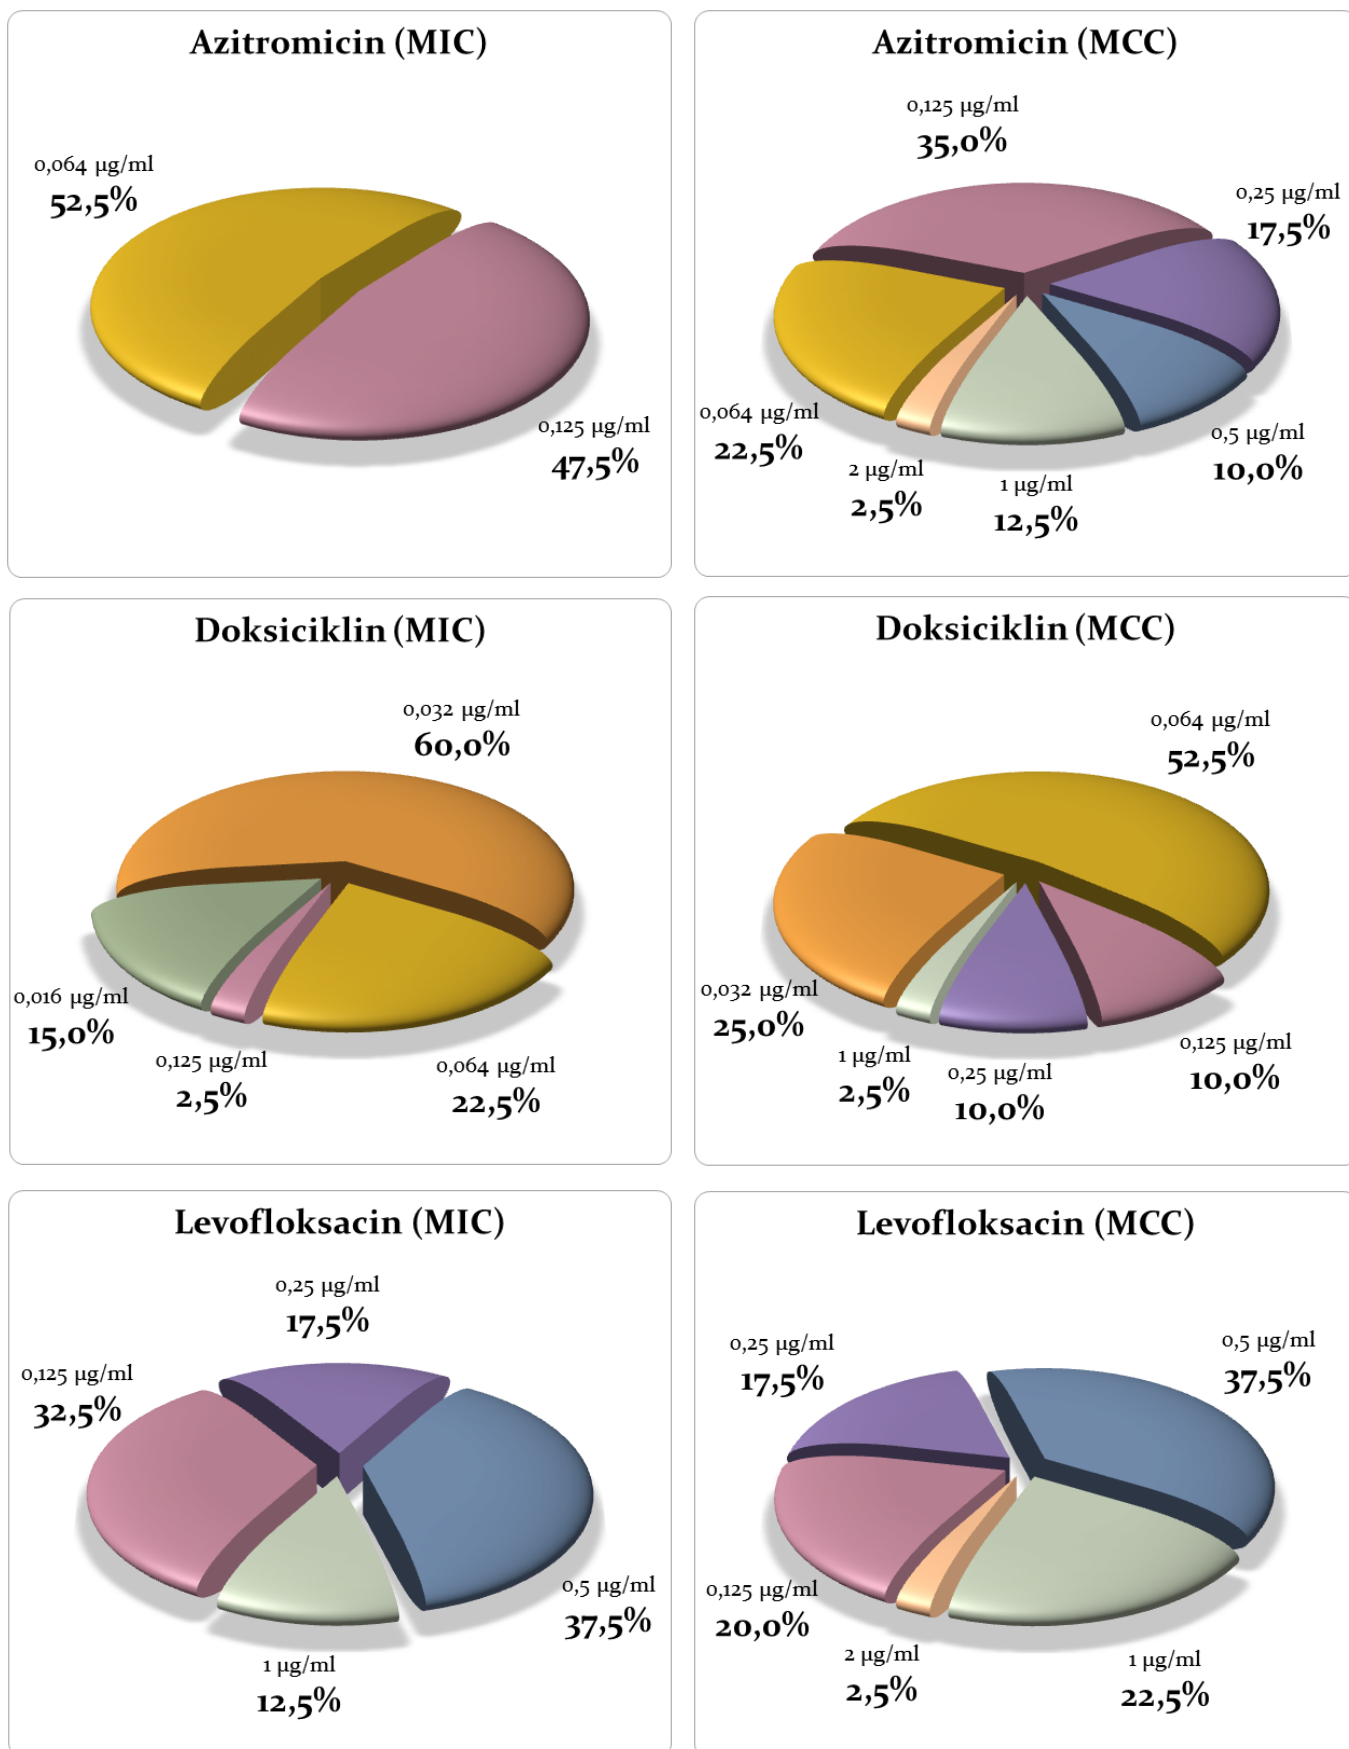 Azitromicin (MIC)
0,064 µg/ml
52,5%
0,125 µg/ml
47,5%
Azitromicin (MCC)
0,125 µg/ml
35,0%
0,25 µg/ml
17,5%
0,064 µg/ml
22,5%
2 µg/ml
2,5%
1 µg/ml
12,5%
0,5 µg/ml
10,0%
Doksiciklin (MIC)
0,032 µg/ml
60,0%
0,016 µg/ml
15,0%
0,125 µg/ml
2,5%
0,064 µg/ml
22,5%
Doksiciklin (MCC)
0,064 µg/ml
52,5%
0,032 µg/ml
25,0%
1 µg/ml
2,5%
0,25 µg/ml
10,0%
0,125 µg/ml
10,0%
Levofloksacin (MIC)
0,25 µg/ml
17,5%
0,125 µg/ml
32,5%
0,5 µg/ml
37,5%
1 µg/ml
12,5%
Levofloksacin (MCC)
0,25 µg/ml
17,5%
0,5 µg/ml
37,5%
0,125 µg/ml
20,0%
2 µg/ml
2,5%
1 µg/ml
22,5%